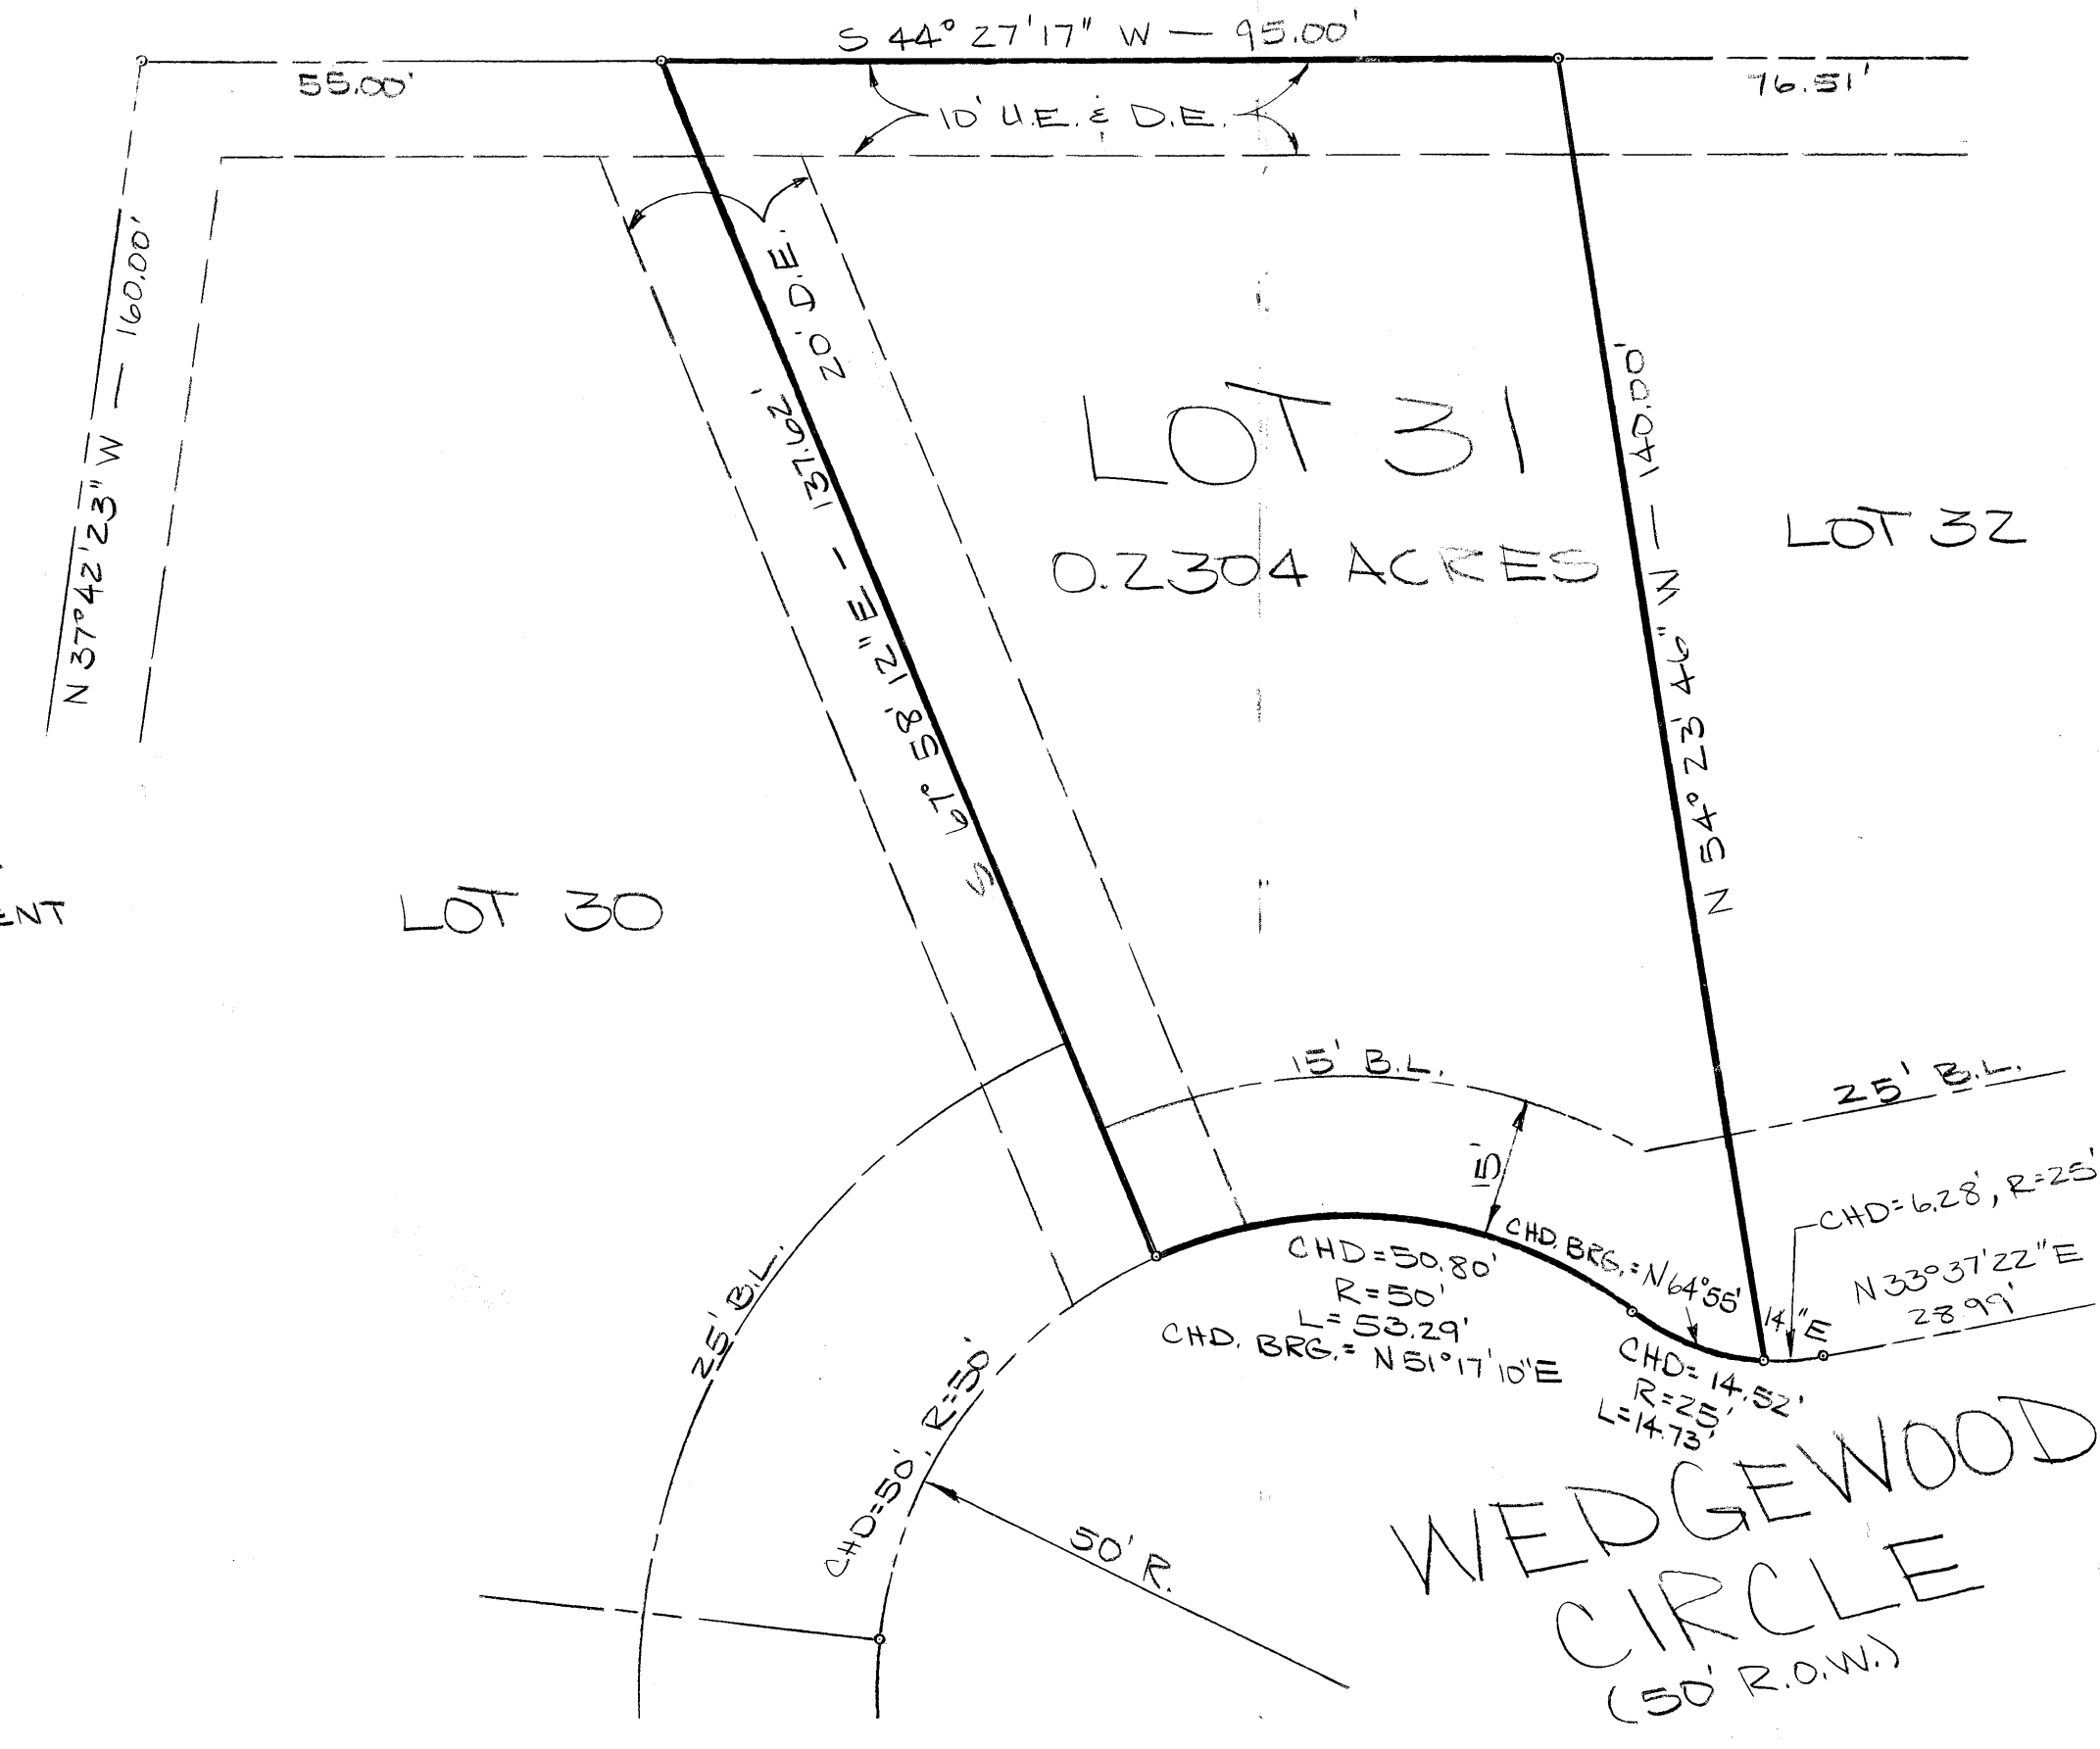 S 44° 27' 17" W — 95.00'
55.00'
76.51'
10' U.E. & D.E.
N 37° 42' 23" W — 160.00'
20' D.E.
S 67° 58' 12" E - 137.62'
LOT 31
0.2304 ACRES
N 54° 23' 46" W — 140.00'
LOT 32
LOT 30
ENT
15' B.L.
25' B.L.
15'
CHD=6.28', R=25'
N 33° 37' 22" E
28.99'
CHD. BRG.= N 64° 55' 14" E
CHD=50.80'
R=50'
L=53.29'
CHD. BRG.= N 51° 17' 10" E
CHD= 14.52'
R=25'
L=14.73'
25' B.L.
CHD=50', R=50'
50' R.
WEDGEWOOD
CIRCLE
(50' R.O.W.)